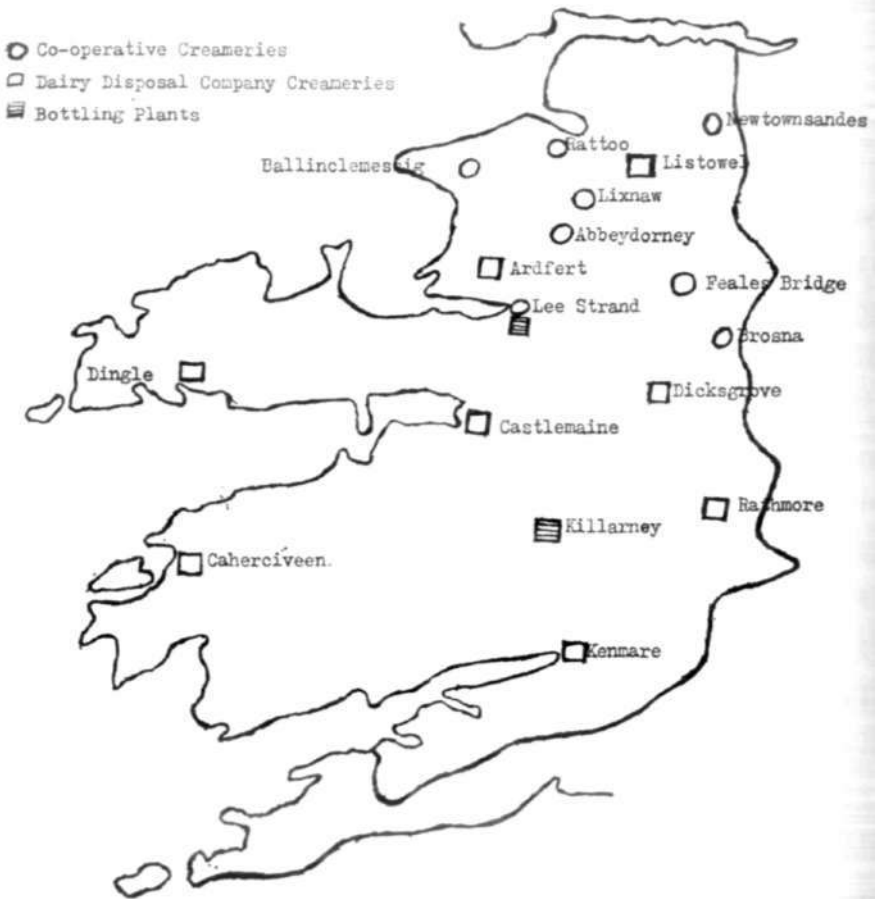 Co-operative Creameries
Dairy Disposal Company Creameries
Bottling Plants
Newtownsandes
Rattoo
Ballinclemessig
Listowel
Lixnaw
Abbeydorney
Ardfert
Feales Bridge
Lee Strand
Brosna
Dingle
Dicksgrove
Castlemaine
Rathmore
Killarney
Caherciveen.
Kenmare